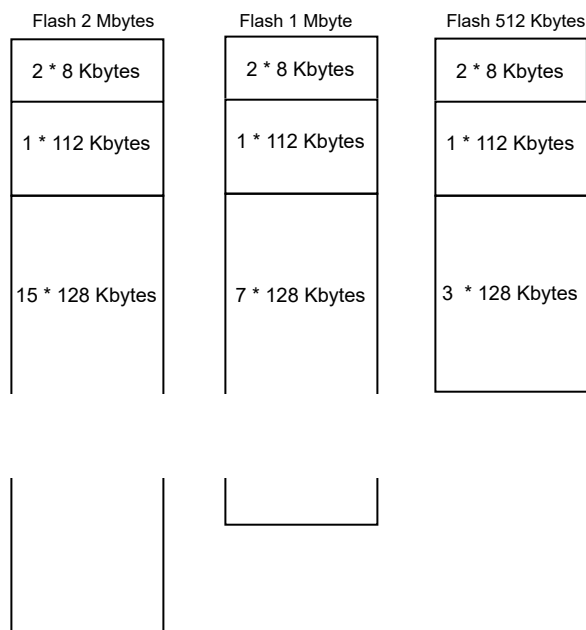 Flash 2 Mbytes
Flash 1 Mbyte
Flash 512 Kbytes
2 * 8 Kbytes
2 * 8 Kbytes
2 * 8 Kbytes
1 * 112 Kbytes
1 * 112 Kbytes
1 * 112 Kbytes
15 * 128 Kbytes
7 * 128 Kbytes
3 * 128 Kbytes